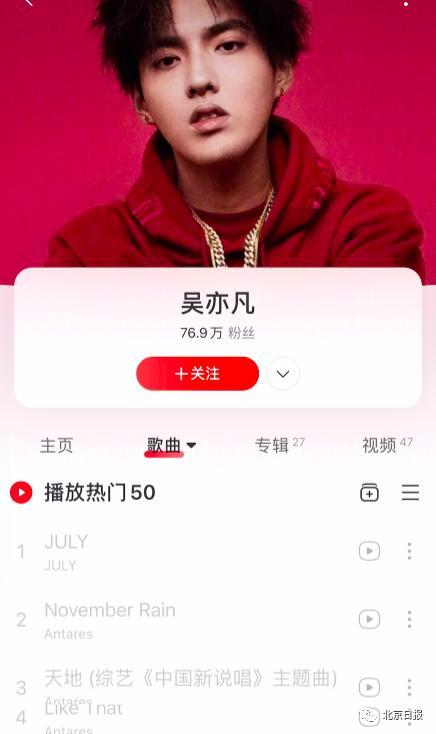 吴亦凡
76.9万 粉丝
+关注
主页 歌曲 专辑 27 视频 47
播放热门50
1 JULY
JULY
2 November Rain
Antares
3 天地 (综艺《中国新说唱》主题曲)
Antares
4 Like That
Antares
北京日报